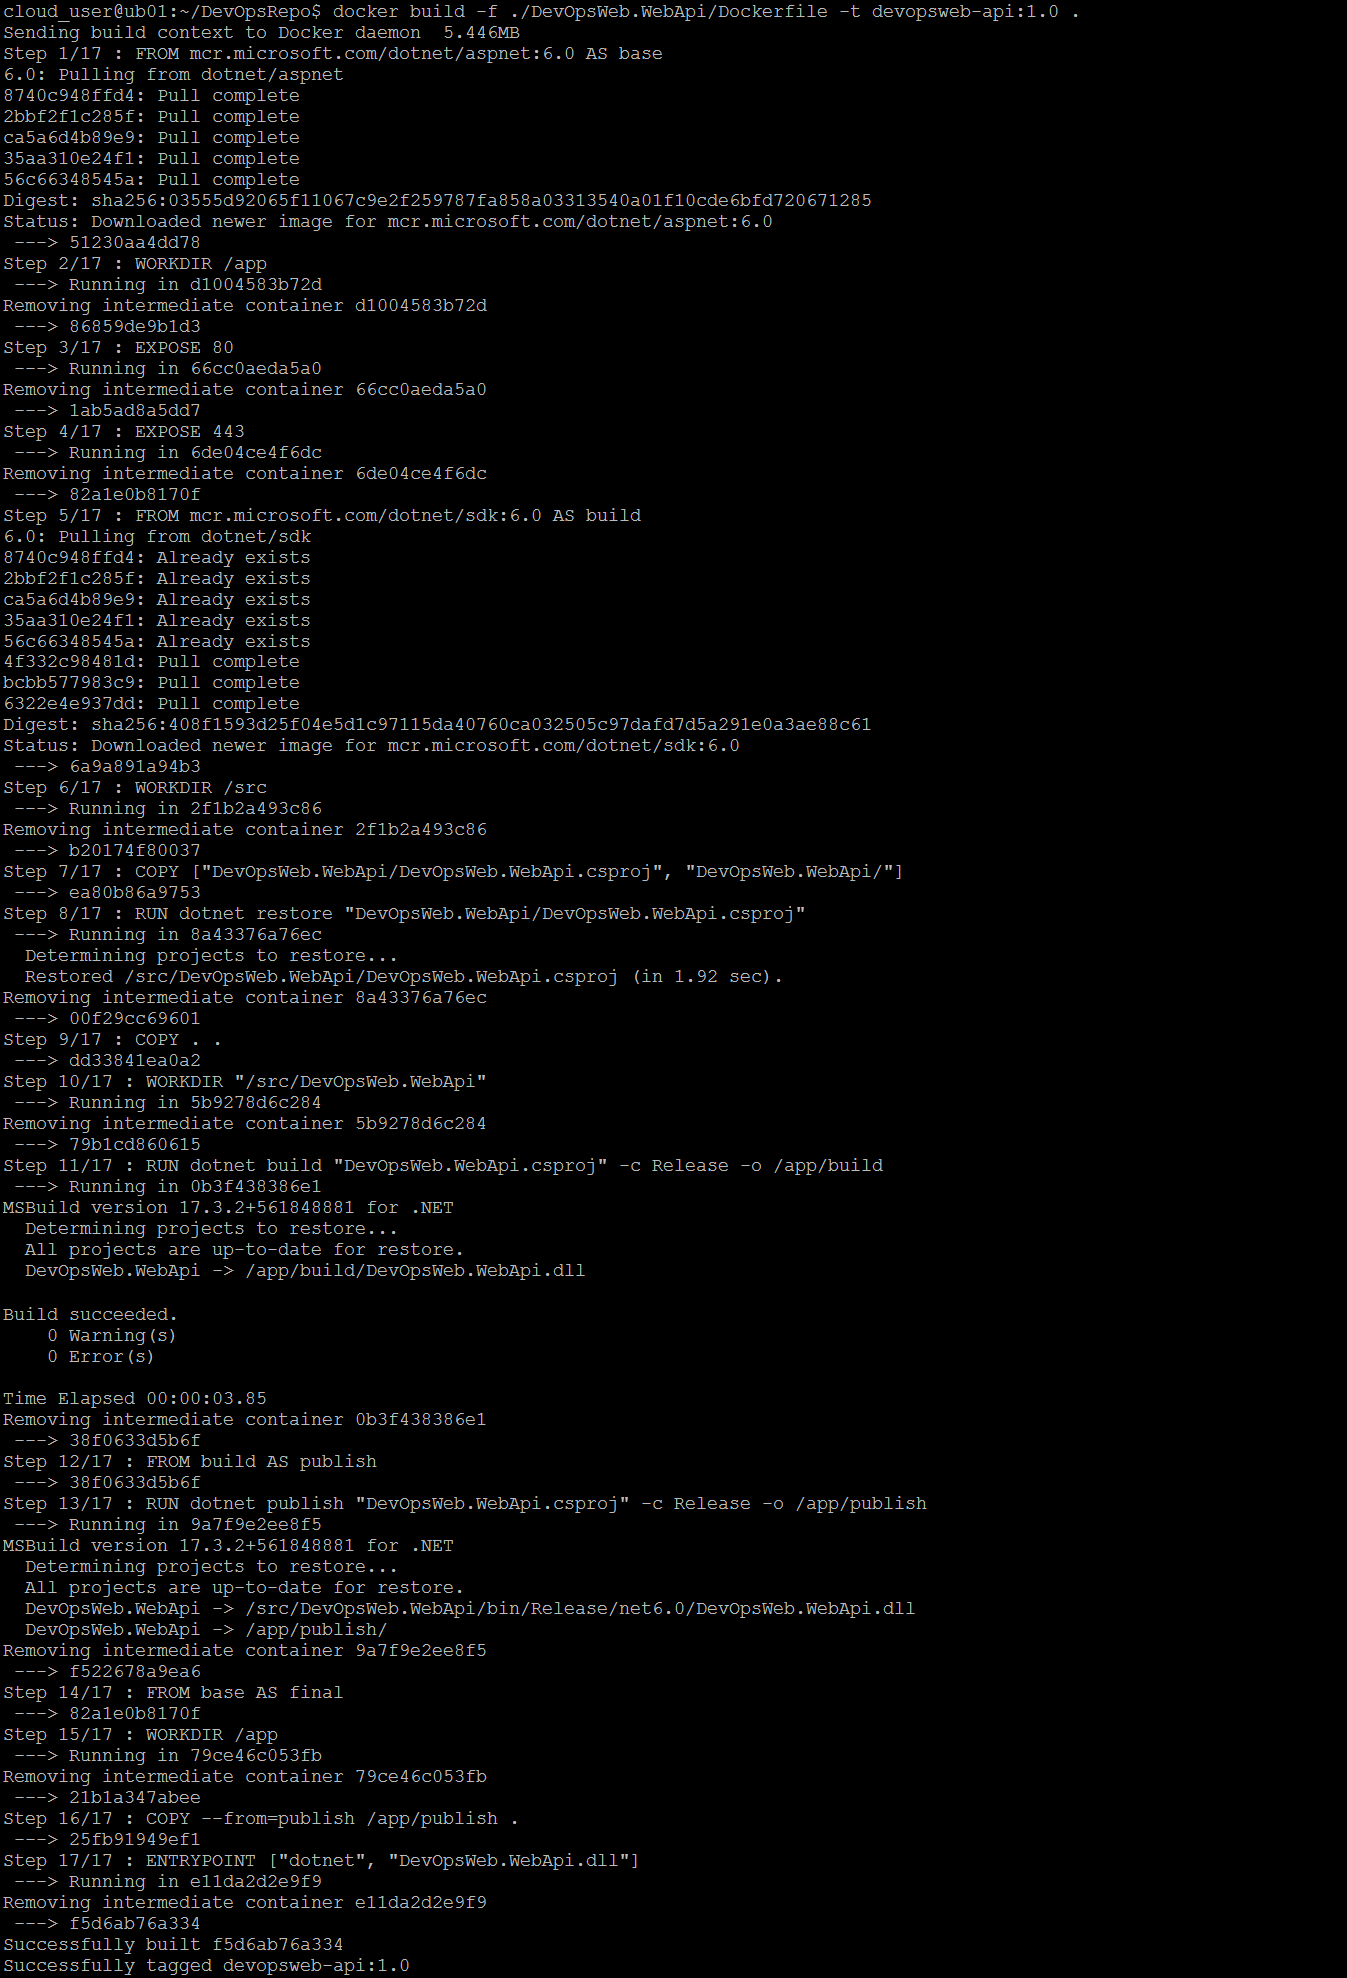 cloud_user@ub01:~/DevOpsRepo$ docker build -f ./DevOpsWeb.WebApi/Dockerfile -t devopsweb-api:1.0 .
Sending build context to Docker daemon  5.446MB
Step 1/17 : FROM mcr.microsoft.com/dotnet/aspnet:6.0 AS base
6.0: Pulling from dotnet/aspnet
8740c948ffd4: Pull complete
2bbf2f1c285f: Pull complete
ca5a6d4b89e9: Pull complete
35aa310e24f1: Pull complete
56c66348545a: Pull complete
Digest: sha256:03555d92065f11067c9e2f259787fa858a03313540a01f10cde6bfd720671285
Status: Downloaded newer image for mcr.microsoft.com/dotnet/aspnet:6.0
 ---> 51230aa4dd78
Step 2/17 : WORKDIR /app
 ---> Running in d1004583b72d
Removing intermediate container d1004583b72d
 ---> 86859de9b1d3
Step 3/17 : EXPOSE 80
 ---> Running in 66cc0aeda5a0
Removing intermediate container 66cc0aeda5a0
 ---> 1ab5ad8a5dd7
Step 4/17 : EXPOSE 443
 ---> Running in 6de04ce4f6dc
Removing intermediate container 6de04ce4f6dc
 ---> 82a1e0b8170f
Step 5/17 : FROM mcr.microsoft.com/dotnet/sdk:6.0 AS build
6.0: Pulling from dotnet/sdk
8740c948ffd4: Already exists
2bbf2f1c285f: Already exists
ca5a6d4b89e9: Already exists
35aa310e24f1: Already exists
56c66348545a: Already exists
4f332c98481d: Pull complete
bcbb577983c9: Pull complete
6322e4e937dd: Pull complete
Digest: sha256:408f1593d25f04e5d1c97115da40760ca032505c97dafd7d5a291e0a3ae88c61
Status: Downloaded newer image for mcr.microsoft.com/dotnet/sdk:6.0
 ---> 6a9a891a94b3
Step 6/17 : WORKDIR /src
 ---> Running in 2f1b2a493c86
Removing intermediate container 2f1b2a493c86
 ---> b20174f80037
Step 7/17 : COPY ["DevOpsWeb.WebApi/DevOpsWeb.WebApi.csproj", "DevOpsWeb.WebApi/"]
 ---> ea80b86a9753
Step 8/17 : RUN dotnet restore "DevOpsWeb.WebApi/DevOpsWeb.WebApi.csproj"
 ---> Running in 8a43376a76ec
  Determining projects to restore...
  Restored /src/DevOpsWeb.WebApi/DevOpsWeb.WebApi.csproj (in 1.92 sec).
Removing intermediate container 8a43376a76ec
 ---> 00f29cc69601
Step 9/17 : COPY . .
 ---> dd33841ea0a2
Step 10/17 : WORKDIR "/src/DevOpsWeb.WebApi"
 ---> Running in 5b9278d6c284
Removing intermediate container 5b9278d6c284
 ---> 79b1cd860615
Step 11/17 : RUN dotnet build "DevOpsWeb.WebApi.csproj" -c Release -o /app/build
 ---> Running in 0b3f438386e1
MSBuild version 17.3.2+561848881 for .NET
  Determining projects to restore...
  All projects are up-to-date for restore.
  DevOpsWeb.WebApi -> /app/build/DevOpsWeb.WebApi.dll

Build succeeded.
    0 Warning(s)
    0 Error(s)

Time Elapsed 00:00:03.85
Removing intermediate container 0b3f438386e1
 ---> 38f0633d5b6f
Step 12/17 : FROM build AS publish
 ---> 38f0633d5b6f
Step 13/17 : RUN dotnet publish "DevOpsWeb.WebApi.csproj" -c Release -o /app/publish
 ---> Running in 9a7f9e2ee8f5
MSBuild version 17.3.2+561848881 for .NET
  Determining projects to restore...
  All projects are up-to-date for restore.
  DevOpsWeb.WebApi -> /src/DevOpsWeb.WebApi/bin/Release/net6.0/DevOpsWeb.WebApi.dll
  DevOpsWeb.WebApi -> /app/publish/
Removing intermediate container 9a7f9e2ee8f5
 ---> f522678a9ea6
Step 14/17 : FROM base AS final
 ---> 82a1e0b8170f
Step 15/17 : WORKDIR /app
 ---> Running in 79ce46c053fb
Removing intermediate container 79ce46c053fb
 ---> 21b1a347abee
Step 16/17 : COPY --from=publish /app/publish .
 ---> 25fb91949ef1
Step 17/17 : ENTRYPOINT ["dotnet", "DevOpsWeb.WebApi.dll"]
 ---> Running in e11da2d2e9f9
Removing intermediate container e11da2d2e9f9
 ---> f5d6ab76a334
Successfully built f5d6ab76a334
Successfully tagged devopsweb-api:1.0